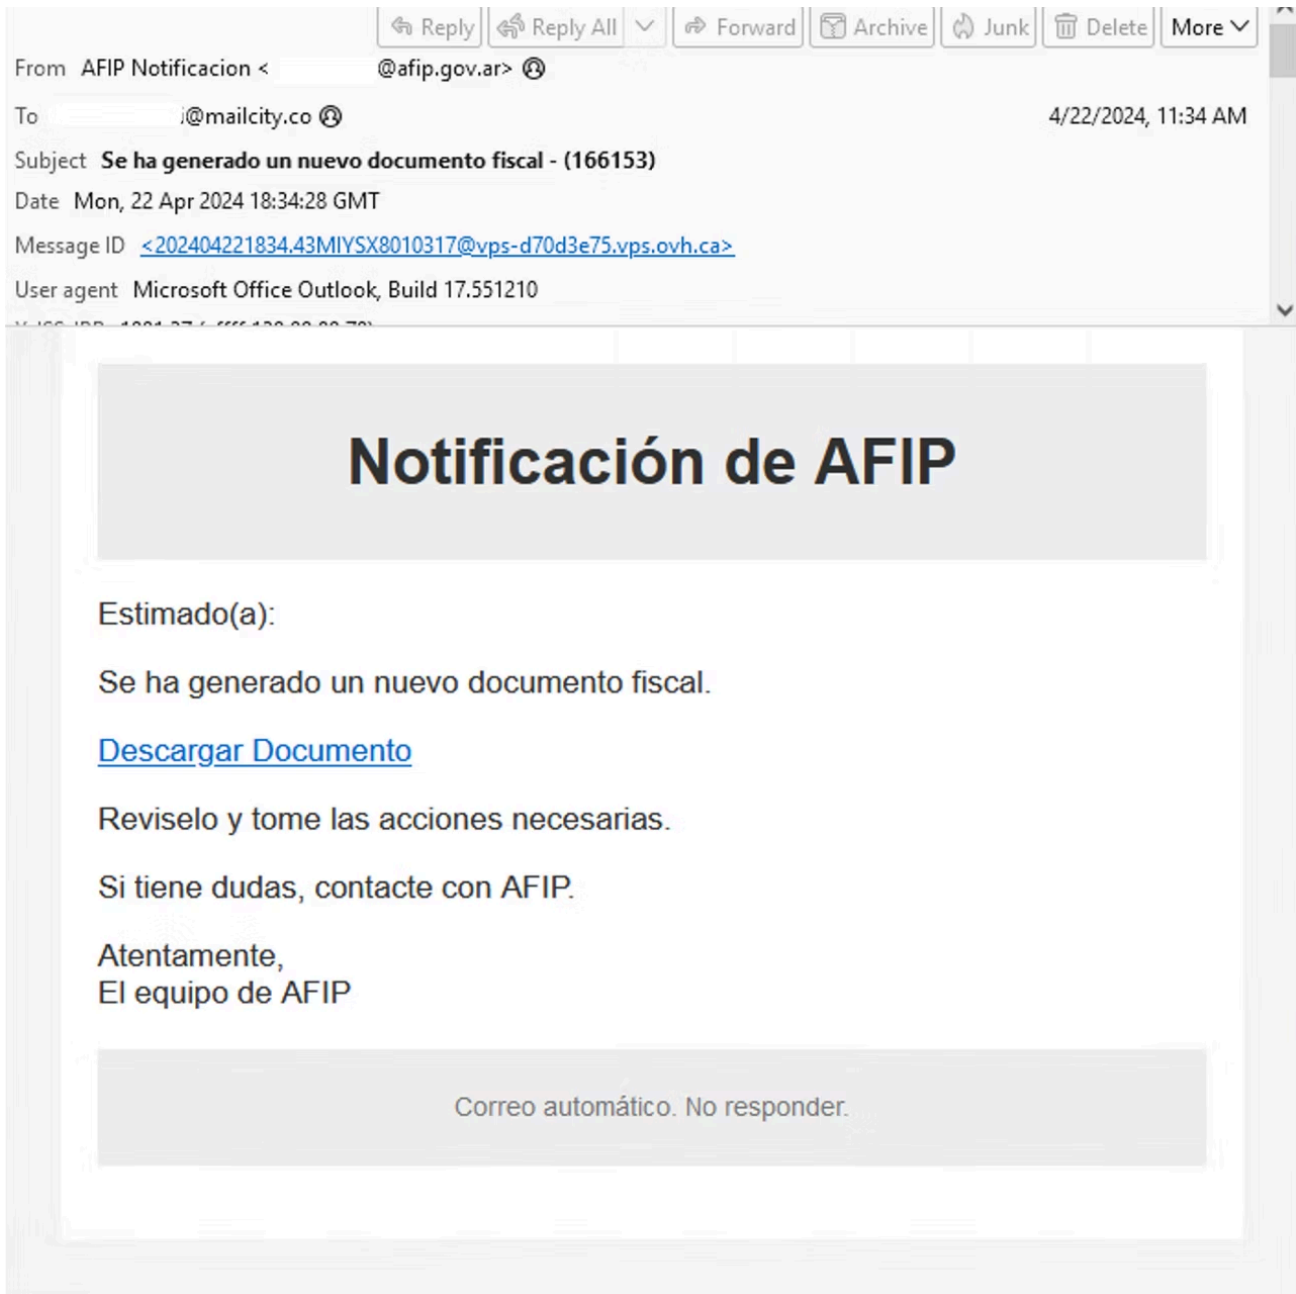 Reply Reply All Forward Archive Junk Delete More
From AFIP Notificacion < @afip.gov.ar>
To i@mailcity.co 4/22/2024, 11:34 AM
Subject Se ha generado un nuevo documento fiscal - (166153)
Date Mon, 22 Apr 2024 18:34:28 GMT
Message ID <202404221834.43MIYSX8010317@vps-d70d3e75.vps.ovh.ca>
User agent Microsoft Office Outlook, Build 17.551210
Notificación de AFIP
Estimado(a):
Se ha generado un nuevo documento fiscal.
Descargar Documento
Reviselo y tome las acciones necesarias.
Si tiene dudas, contacte con AFIP.
Atentamente,
El equipo de AFIP
Correo automático. No responder.